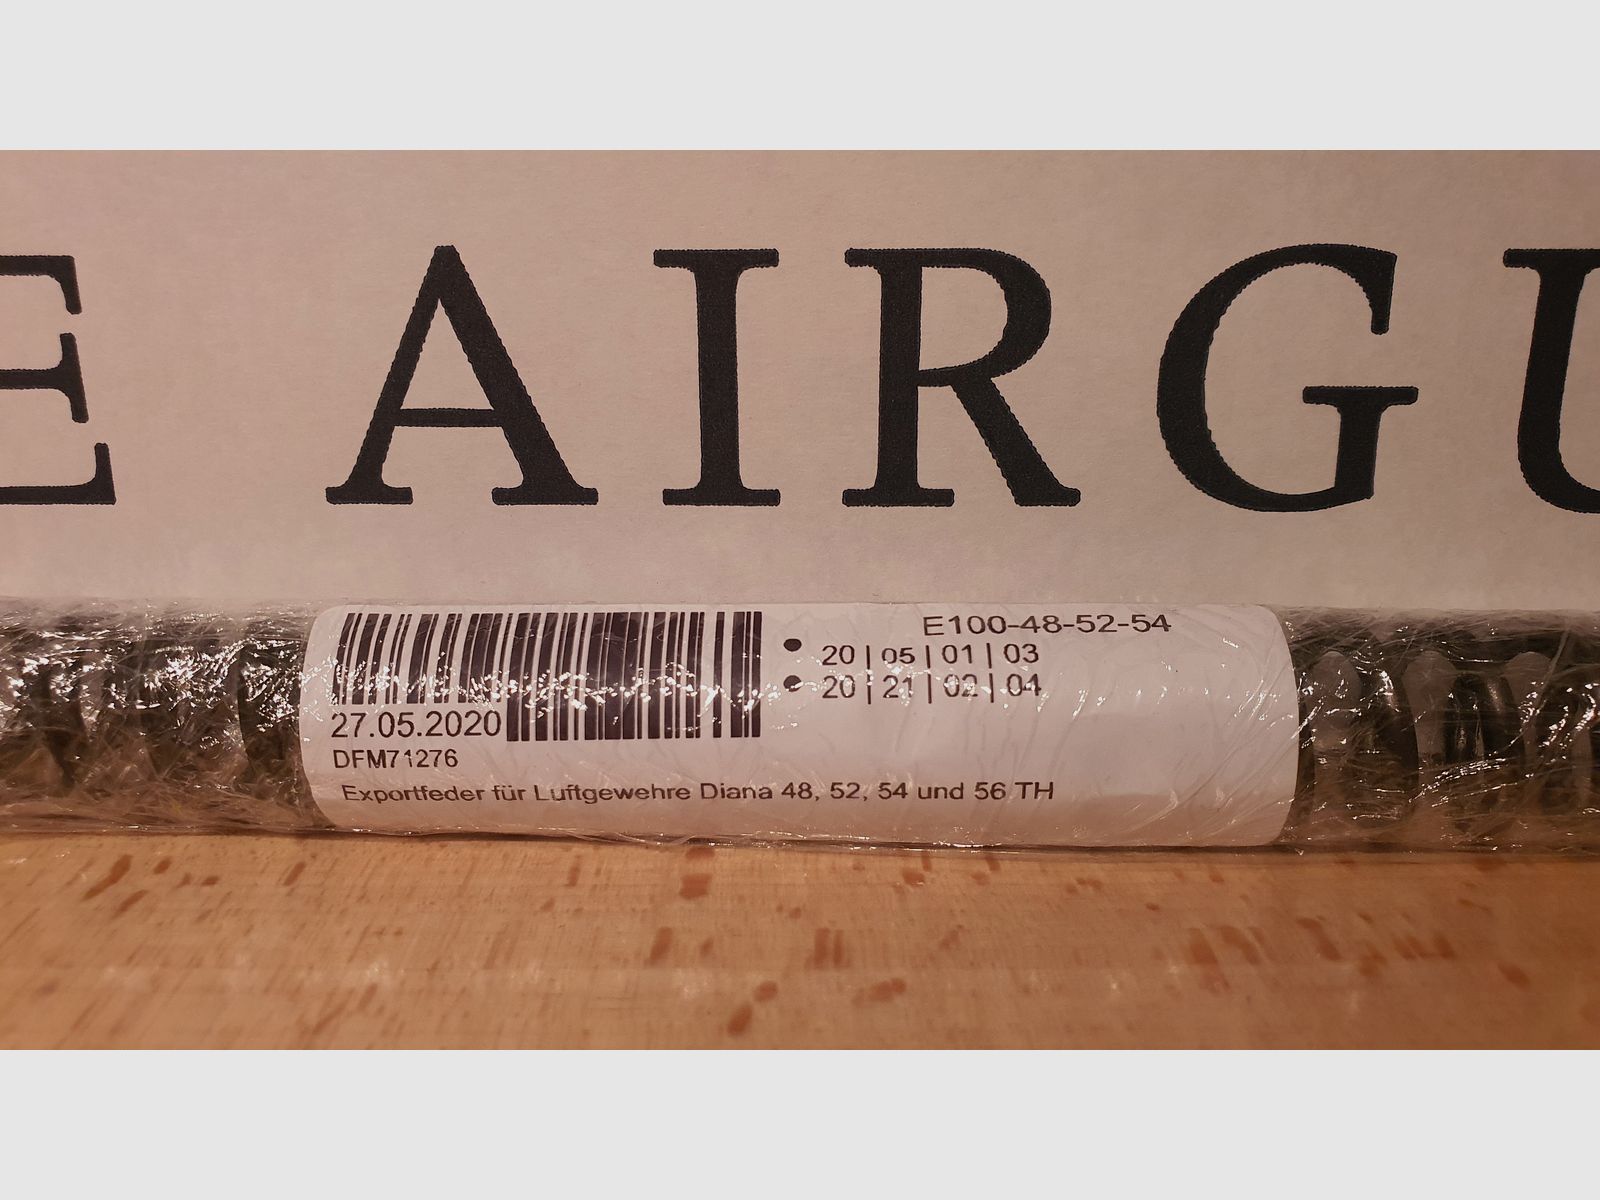 E AIRGU
E100-48-52-54
20 | 05 | 01 | 03
20 | 21 | 02 | 04
27.05.2020
DFM71276
Exportfeder für Luftgewehre Diana 48, 52, 54 und 56 TH